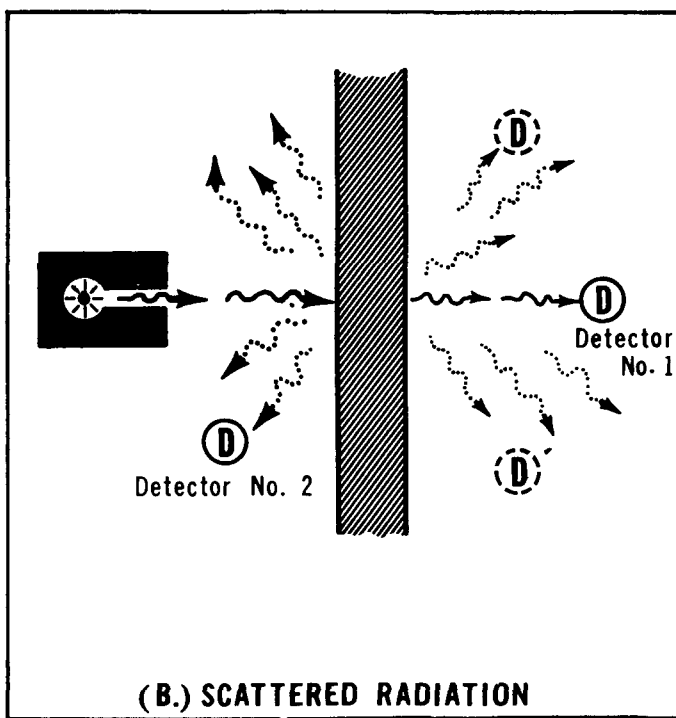 D
D
Detector
No. 1
D
Detector No. 2
D
(B.) SCATTERED RADIATION